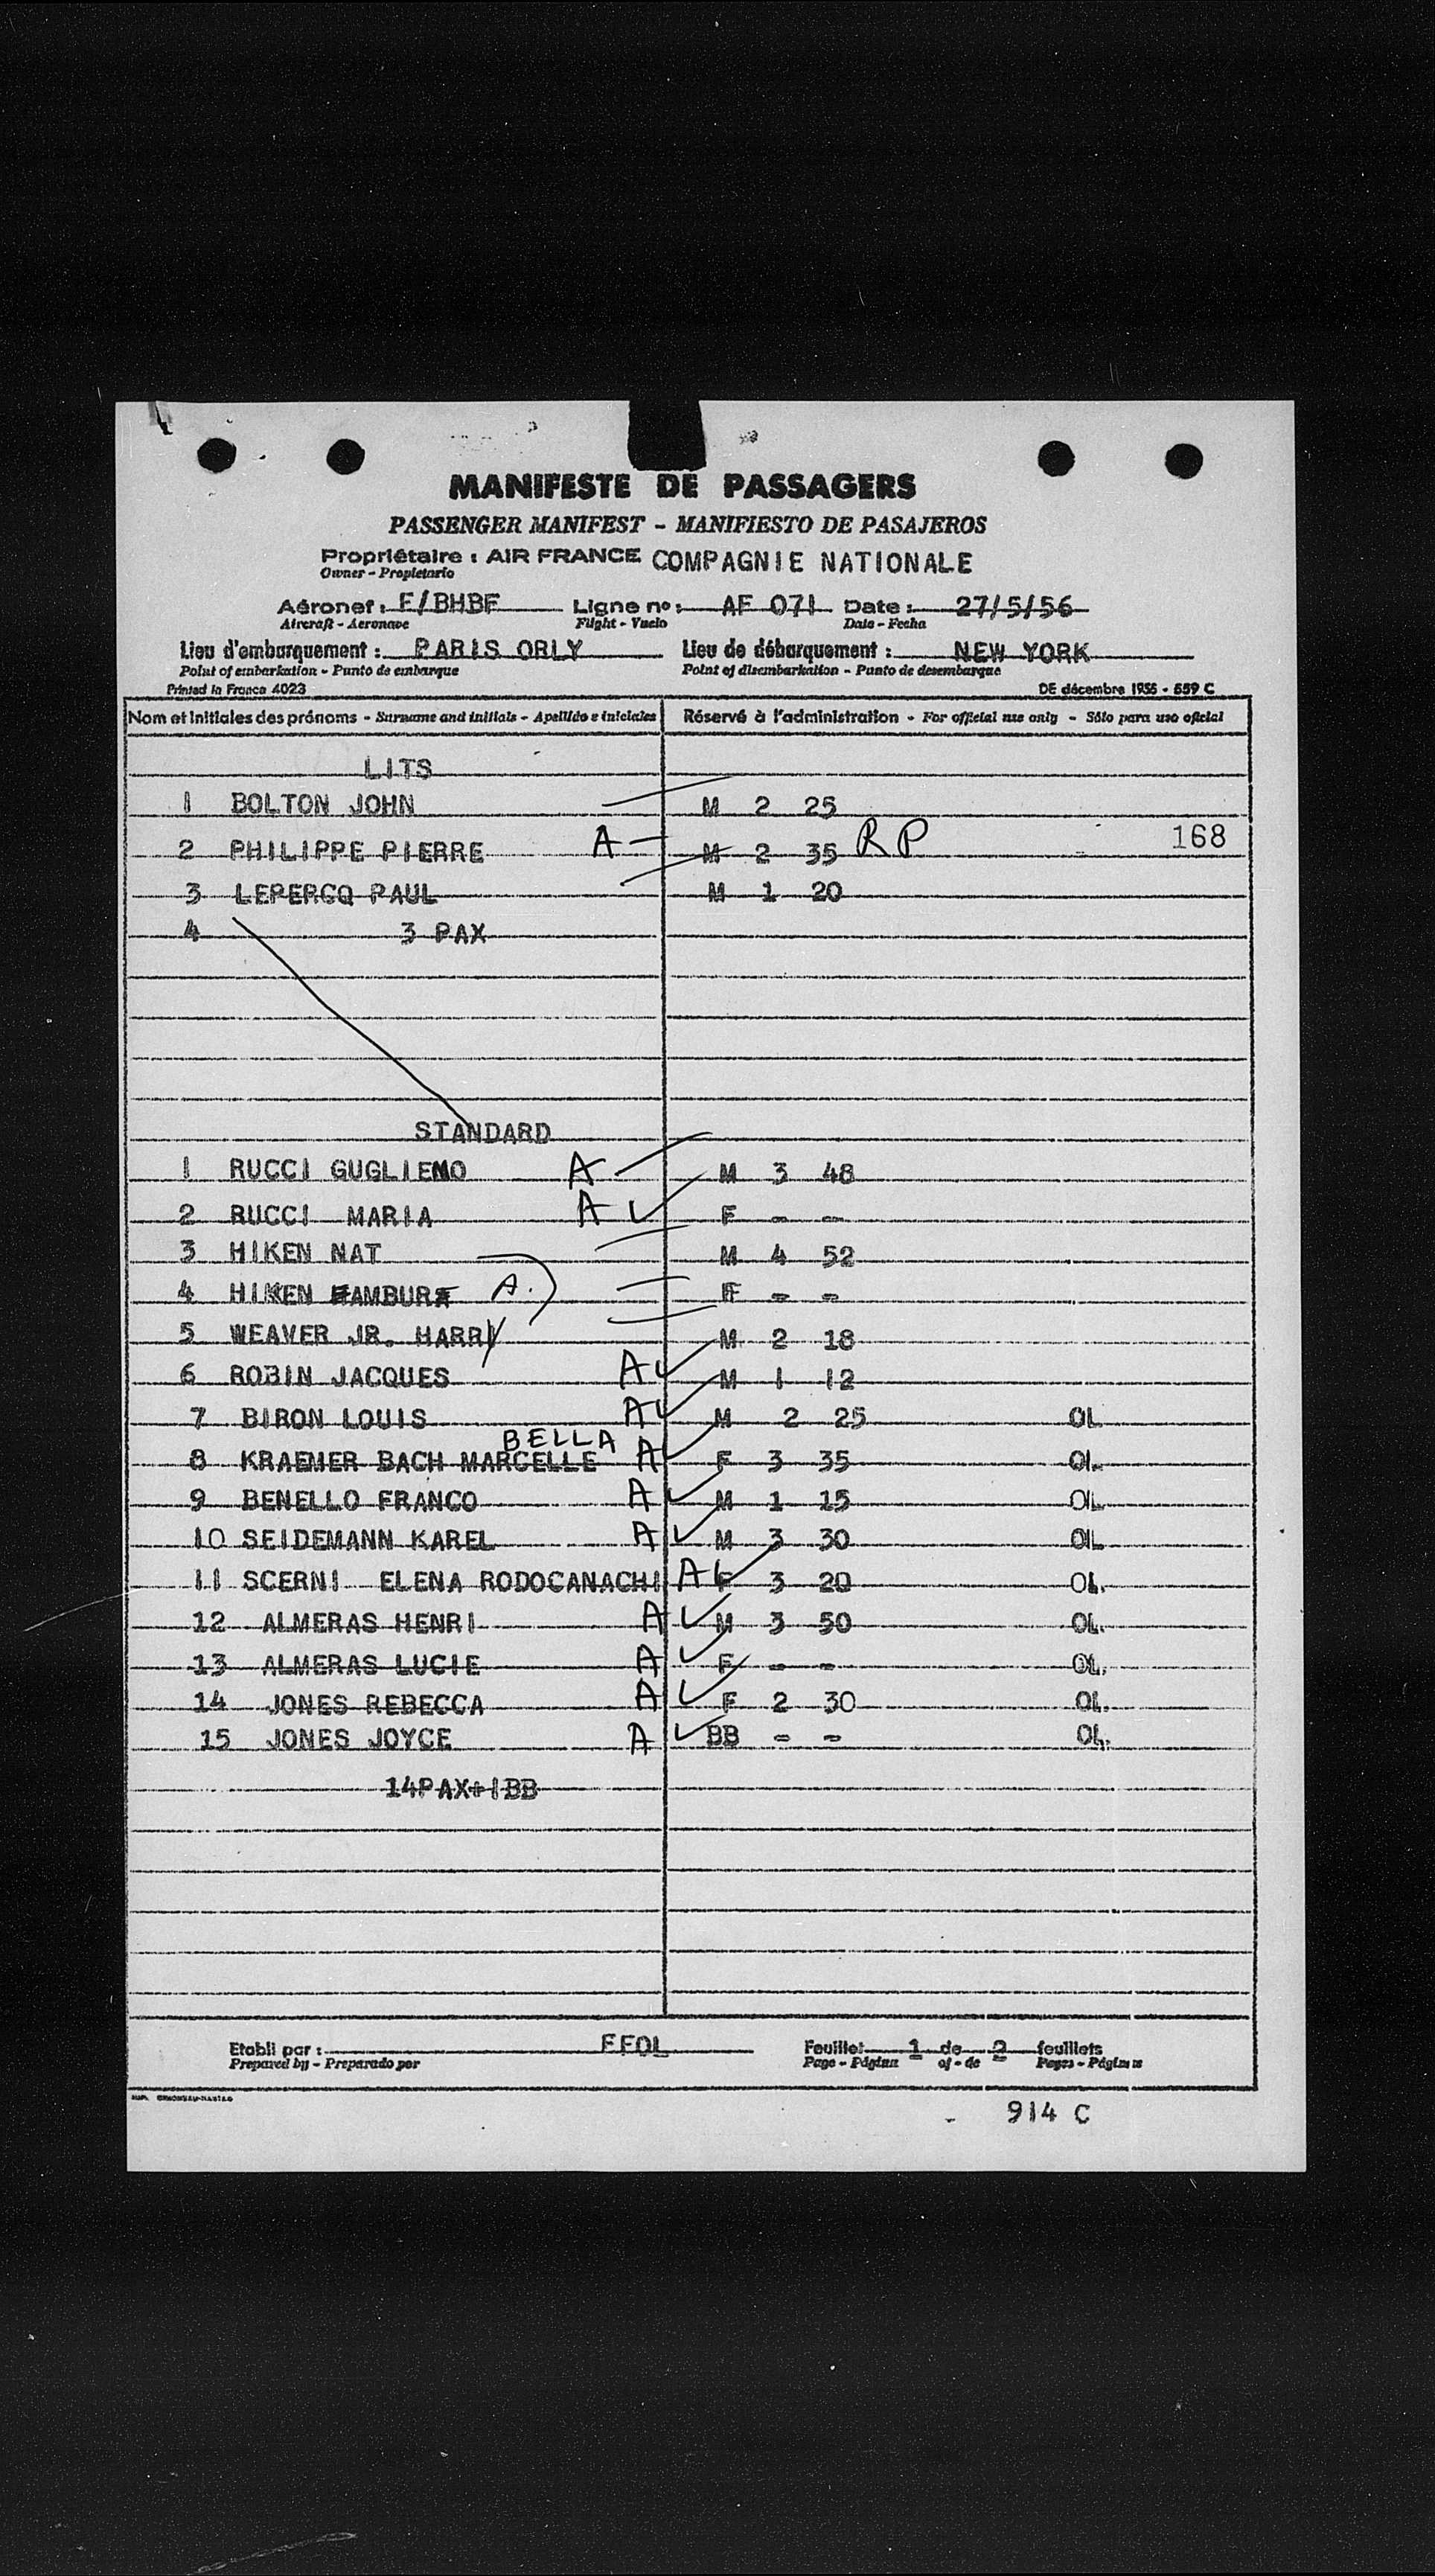 MANIFESTE DE PASSAGERS
PASSENGER MANIFEST - MANIFIESTO DE PASAJEROS
Propriétaire : AIR FRANCE COMPAGNIE NATIONALE
Owner - Propietario
Aéronef : F/BHBF Ligne no : AF 071 Date : 27/5/56
Aircraft - Aeronave Flight - Vuelo Date - Fecha
Lieu d'embarquement : PARIS ORLY Lieu de débarquement : NEW YORK
Point of embarkation - Punto de embarque Point of disembarkation - Punto de desembarque
Printed in France 4023 DE décembre 1955 - 559 C
Nom et initiales des prénoms - Surname and initials - Apellido e iniciales Réservé à l'administration - For official use only - Sólo para uso oficial
LITS
1 BOLTON JOHN M 2 25
2 PHILIPPE PIERRE A M 2 35 RP 168
3 LEPERCQ PAUL M 1 20
4 3 PAX
STANDARD
1 RUCCI GUGLIEMO A M 3 48
2 RUCCI MARIA A F - -
3 HIKEN NAT M 4 52
4 HIKEN A. F - -
5 WEAVER JR. HARRY M 2 18
6 ROBIN JACQUES A M 1 12
7 BIRON LOUIS A M 2 25 OL
BELLA
8 KRAEMER BACH MARCELLE A F 3 35 OL.
9 BENELLO FRANCO A M 1 15 OL
10 SEIDEMANN KAREL A M 3 30 OL
11 SCERNI ELENA RODOCANACHI A F 3 20 OL.
12 ALMERAS HENRI A M 3 50 OL.
13 ALMERAS LUCIE A F - - OL.
14 JONES REBECCA A F 2 30 OL.
15 JONES JOYCE A BB - - OL.
14PAX+1BB
Etabli par : FFOL Feuillet 1 de 2 feuillets
Prepared by - Preparado por Page - Página of - de Pages - Páginas
914 C